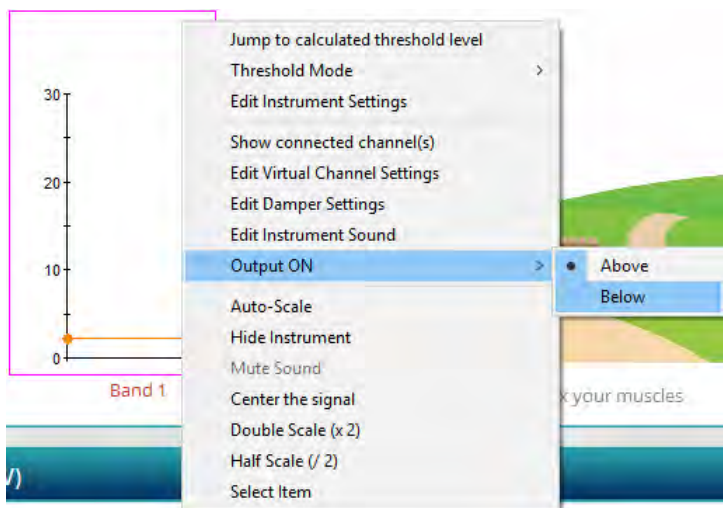 Jump to calculated threshold level
Threshold Mode
Edit Instrument Settings
30
Show connected channel(s)
Edit Virtual Channel Settings
20
Edit Damper Settings
Edit Instrument Sound
10
Output ON
Above
Below
Auto-Scale
Hide Instrument
0
Mute Sound
Band 1
Center the signal
x your muscles
Double Scale (x 2)
Half Scale (/ 2)
V)
Select Item